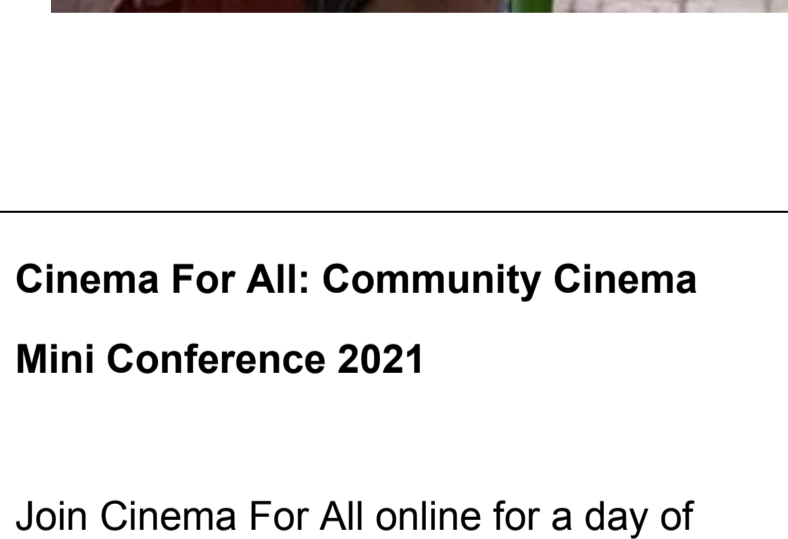 Cinema For All: Community Cinema
Mini Conference 2021
Join Cinema For All online for a day of